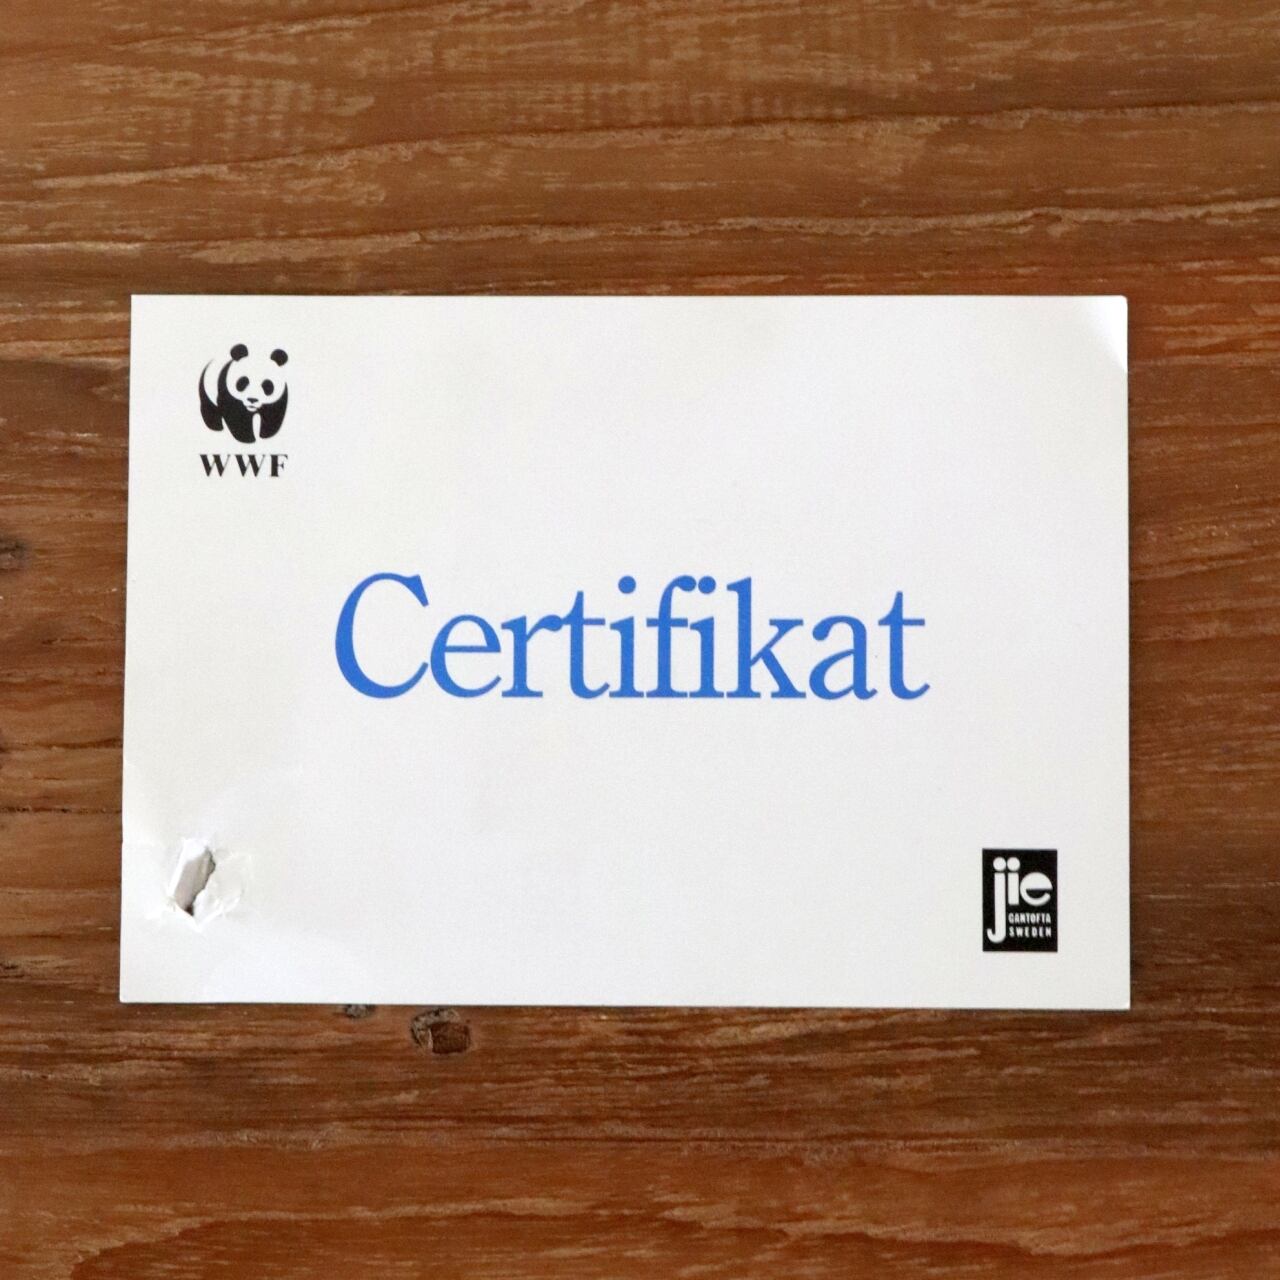 WWF
Certifikat
jie
GANTOFTA
SWEDEN